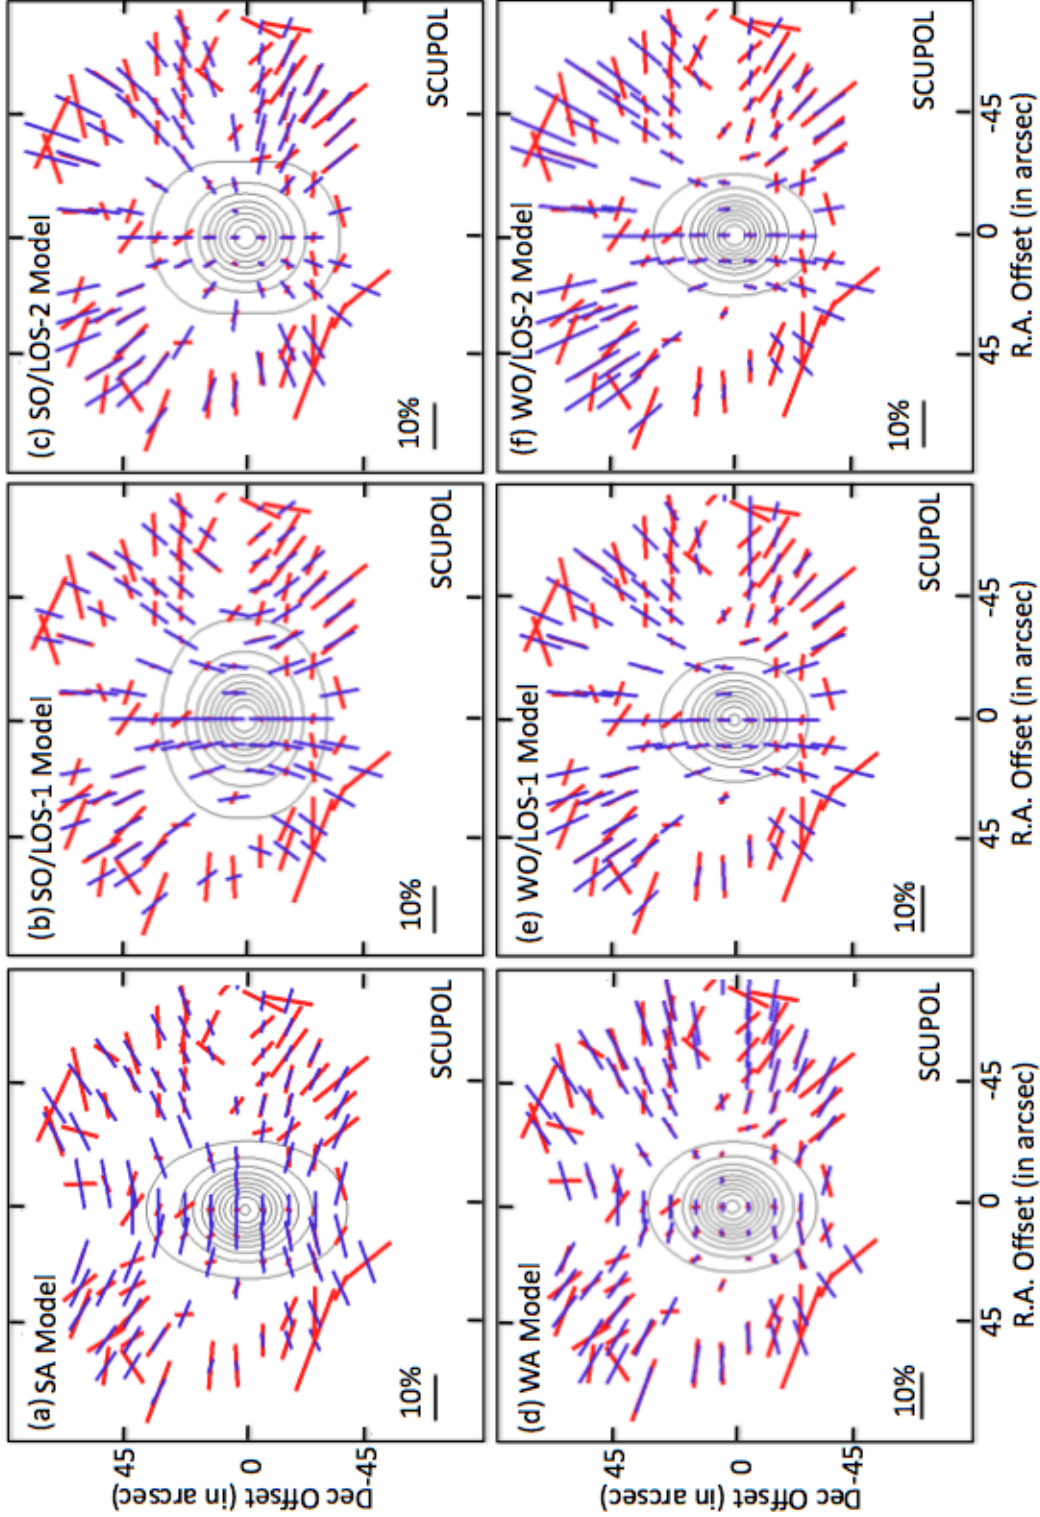 (a) SA Model
10%
SCUPOL
(b) SO/LOS-1 Model
10%
SCUPOL
(c) SO/LOS-2 Model
10%
SCUPOL
45
0
-45
Dec Offset (in arcsec)
(d) WA Model
10%
SCUPOL
(e) WO/LOS-1 Model
10%
SCUPOL
(f) WO/LOS-2 Model
10%
SCUPOL
45
0
-45
Dec Offset (in arcsec)
45 0 -45
R.A. Offset (in arcsec)
45 0 -45
R.A. Offset (in arcsec)
45 0 -45
R.A. Offset (in arcsec)